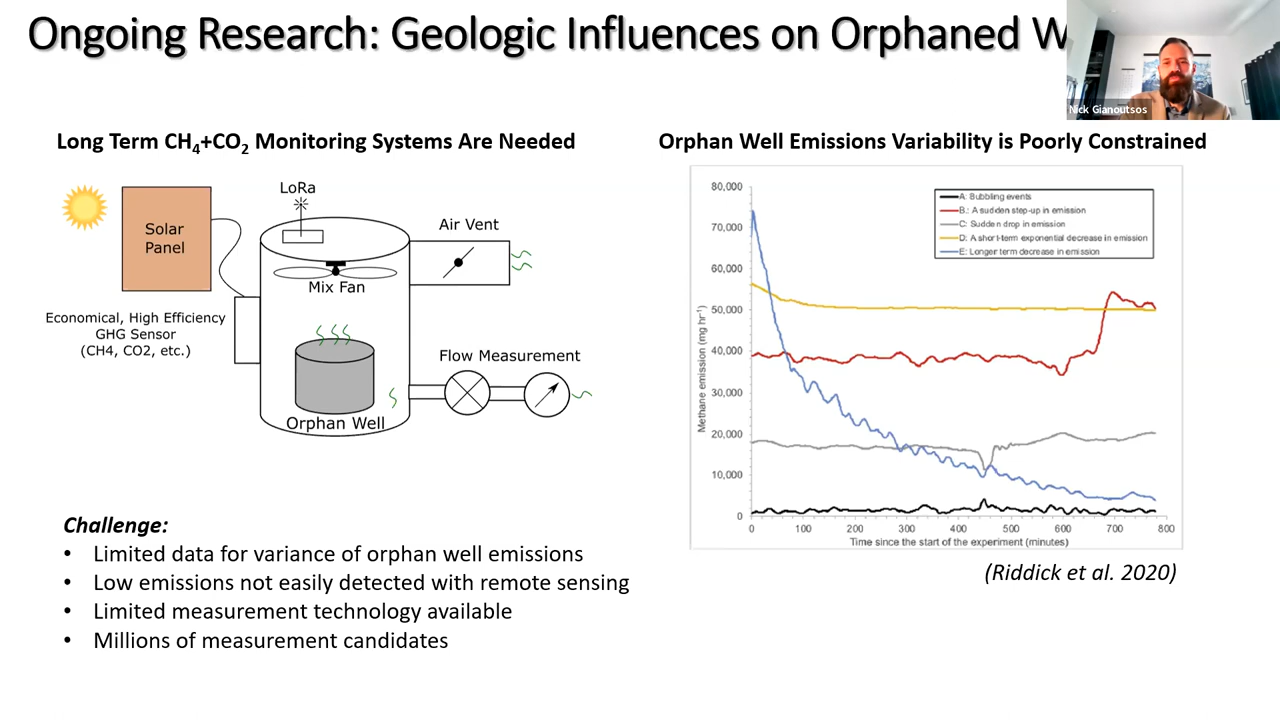 Ongoing Research: Geologic Influences on Orphaned W
Nick Gianoutsos
Long Term CH₄+CO₂ Monitoring Systems Are Needed
LoRa
Solar
Panel
Air Vent
Mix Fan
Economical, High Efficiency
GHG Sensor
(CH4, CO2, etc.)
Flow Measurement
Orphan Well
Challenge:
• Limited data for variance of orphan well emissions
• Low emissions not easily detected with remote sensing
• Limited measurement technology available
• Millions of measurement candidates
Orphan Well Emissions Variability is Poorly Constrained
A: Bubbling events
B.: A sudden step-up in emission
C: Sudden drop in emission
D: A short-term exponential decrease in emission
E: Longer term decrease in emission
Methane emission (mg hr⁻¹)
80,000
70,000
60,000
50,000
40,000
30,000
20,000
10,000
0
0 100 200 300 400 500 600 700 800
Time since the start of the experiment (minutes)
(Riddick et al. 2020)